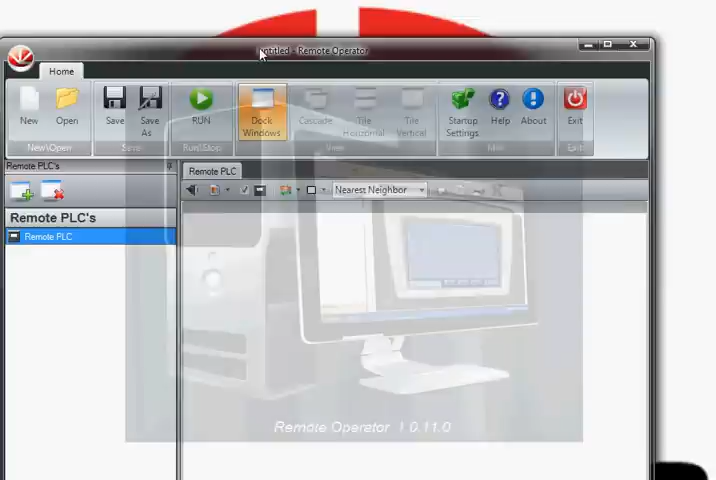 untitled - Remote Operator
Home
New
Open
Save
Save As
RUN
Dock Windows
Cascade
Tile Horizontal
Tile Vertical
Startup Settings
Help
About
Exit
New\Open
Save
Run\Stop
View
Exit
Remote PLC's
Remote PLC
Nearest Neighbor
Remote PLC's
Remote PLC
Remote Operator 1.0.11.0